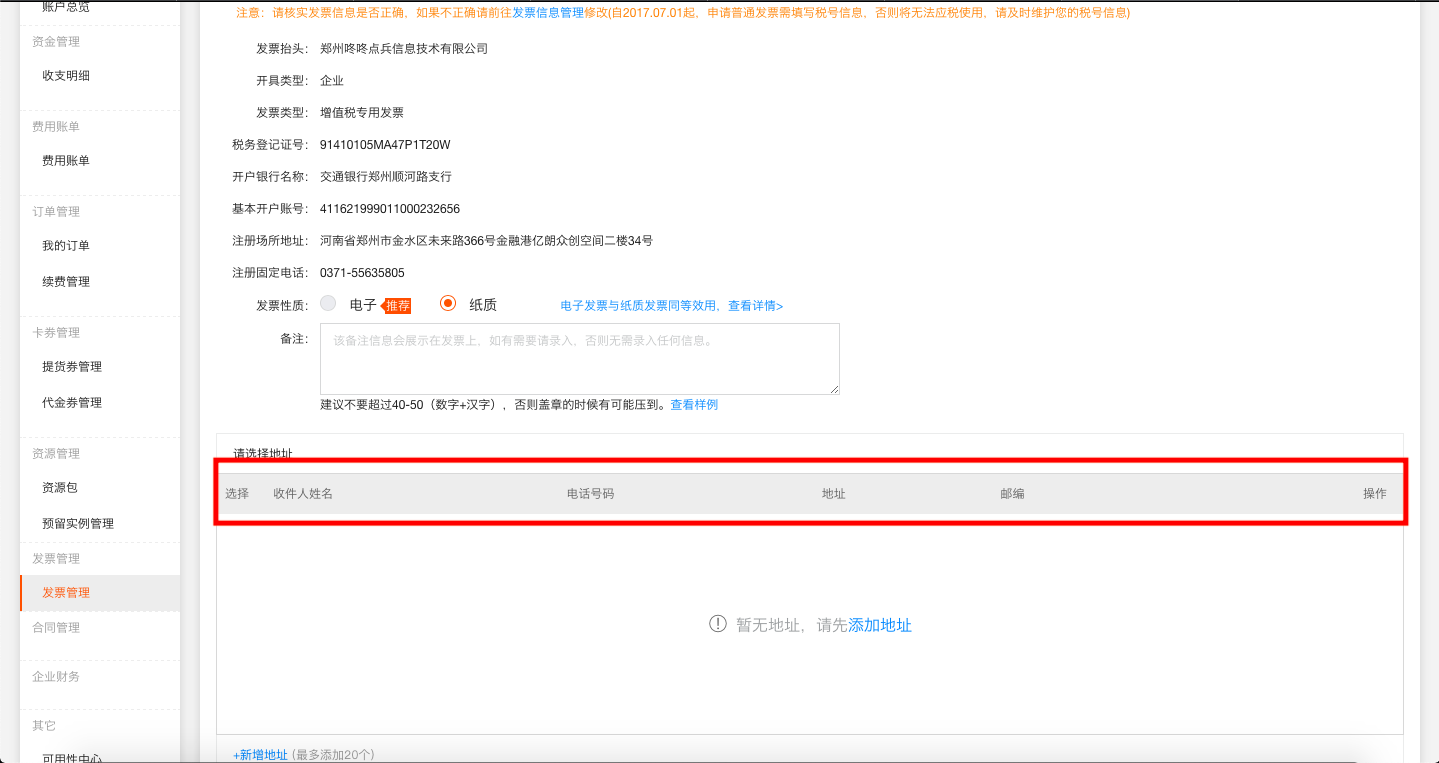 账户总览
资金管理
收支明细
费用账单
费用账单
订单管理
我的订单
续费管理
卡券管理
提货券管理
代金券管理
资源管理
资源包
预留实例管理
发票管理
发票管理
合同管理
企业财务
其它
可用性中心
注意：请核实发票信息是否正确，如果不正确请前往发票信息管理修改(自2017.07.01起，申请普通发票需填写税号信息，否则将无法应税使用，请及时维护您的税号信息)
发票抬头： 郑州咚咚点兵信息技术有限公司
开具类型： 企业
发票类型： 增值税专用发票
税务登记证号： 91410105MA47P1T20W
开户银行名称： 交通银行郑州顺河路支行
基本开户账号： 411621999011000232656
注册场所地址： 河南省郑州市金水区未来路366号金融港亿朗众创空间二楼34号
注册固定电话： 0371-55635805
发票性质： 电子 推荐 纸质 电子发票与纸质发票同等效用，查看详情>
备注： 该备注信息会展示在发票上，如有需要请录入，否则无需录入任何信息。
建议不要超过40-50（数字+汉字），否则盖章的时候有可能压到。查看样例
请选择地址
选择 收件人姓名 电话号码 地址 邮编 操作
暂无地址，请先添加地址
+新增地址 (最多添加20个)